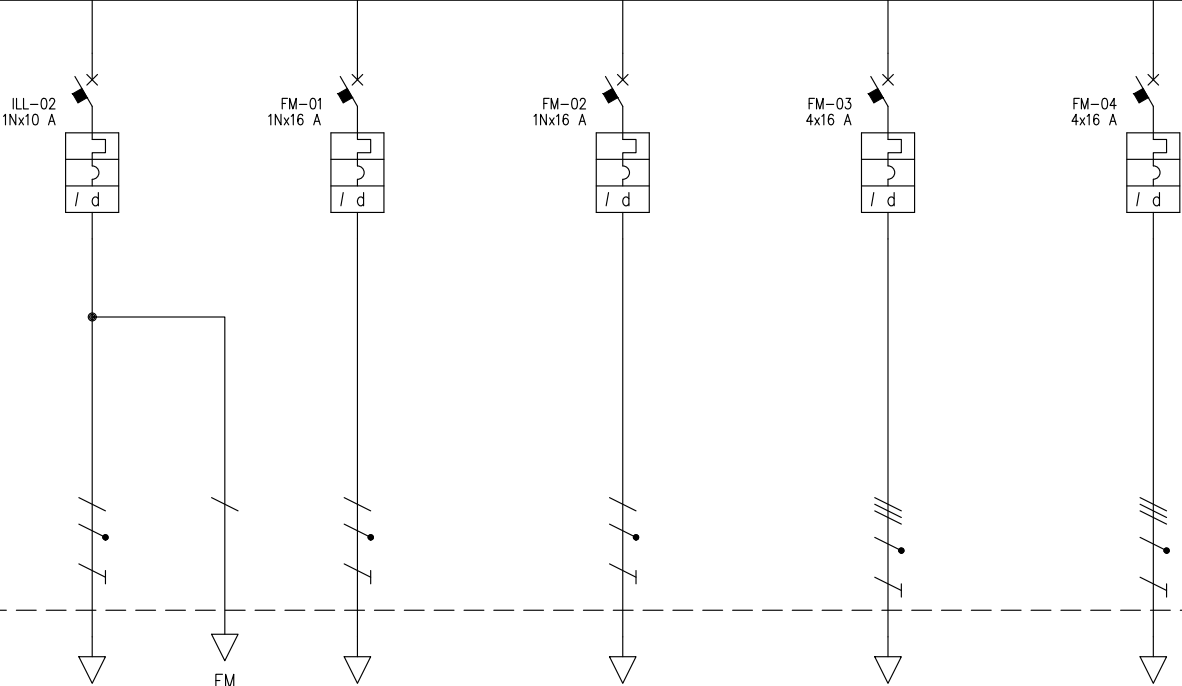 ILL-02
1Nx10 A
FM-01
1Nx16 A
FM-02
1Nx16 A
FM-03
4x16 A
FM-04
4x16 A
I d
I d
I d
I d
I d
FM